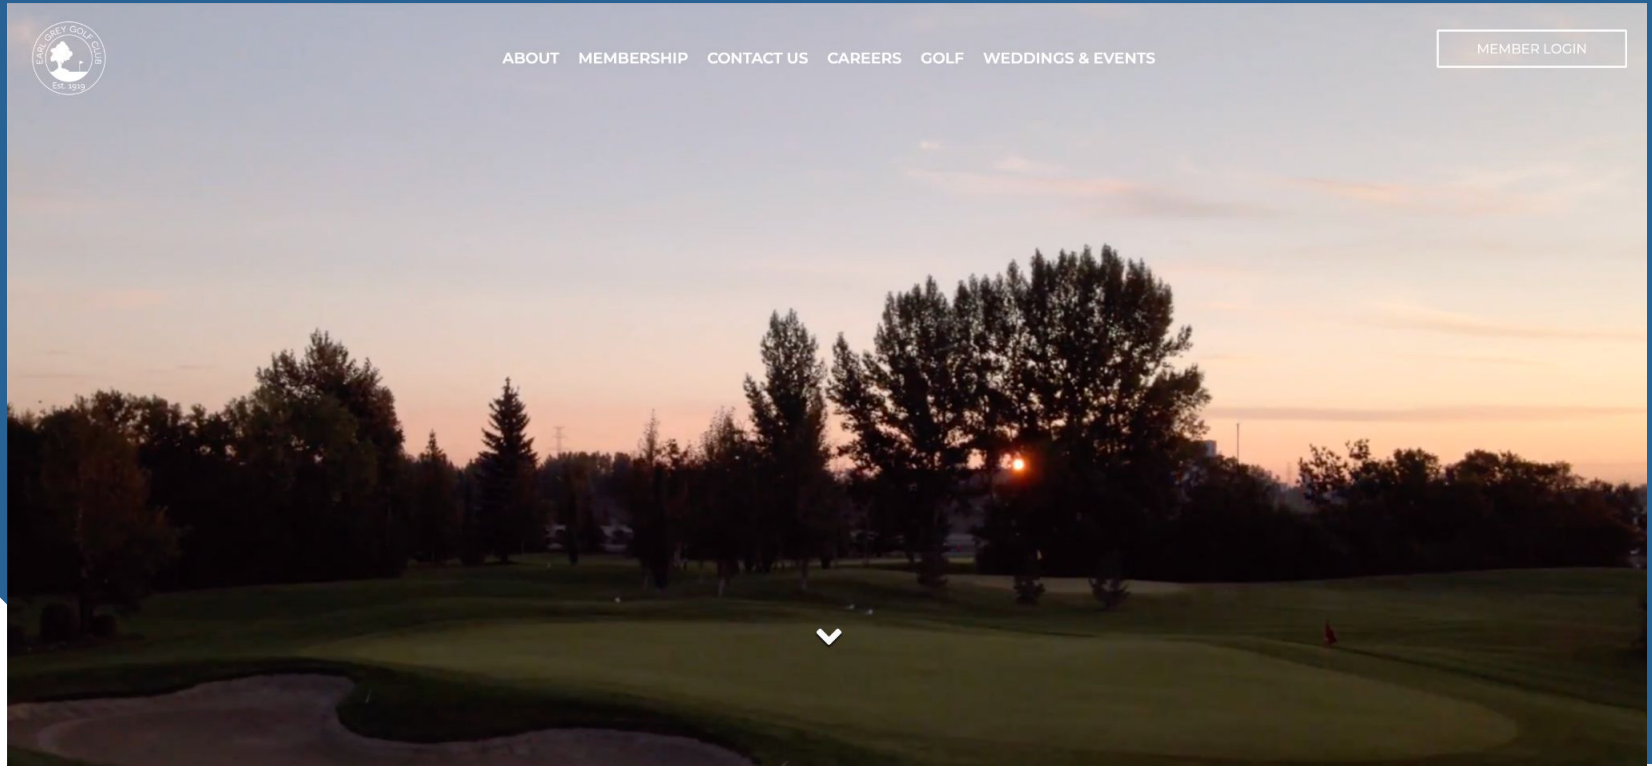 EARL GREY GOLF CLUB
Est. 1919
ABOUT MEMBERSHIP CONTACT US CAREERS GOLF WEDDINGS & EVENTS
MEMBER LOGIN